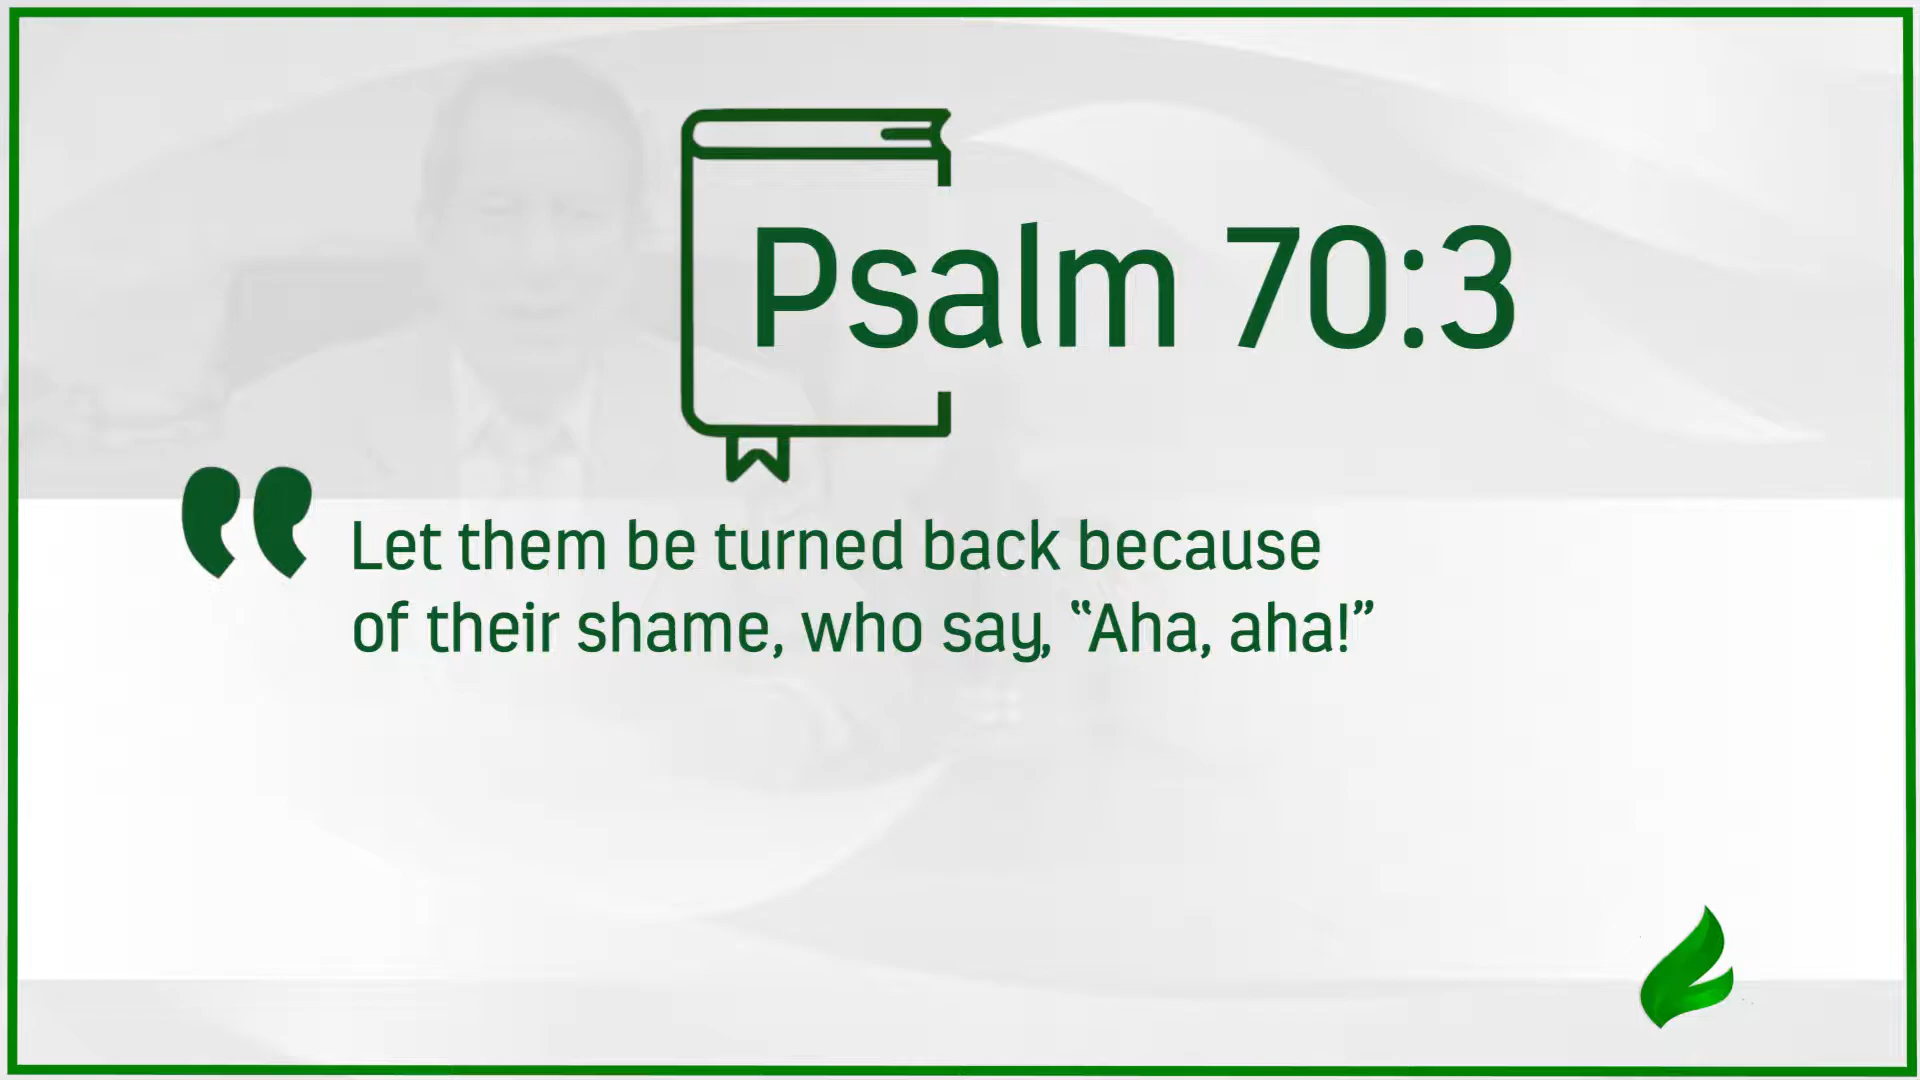 Psalm 70:3
Let them be turned back because
of their shame, who say, “Aha, aha!”